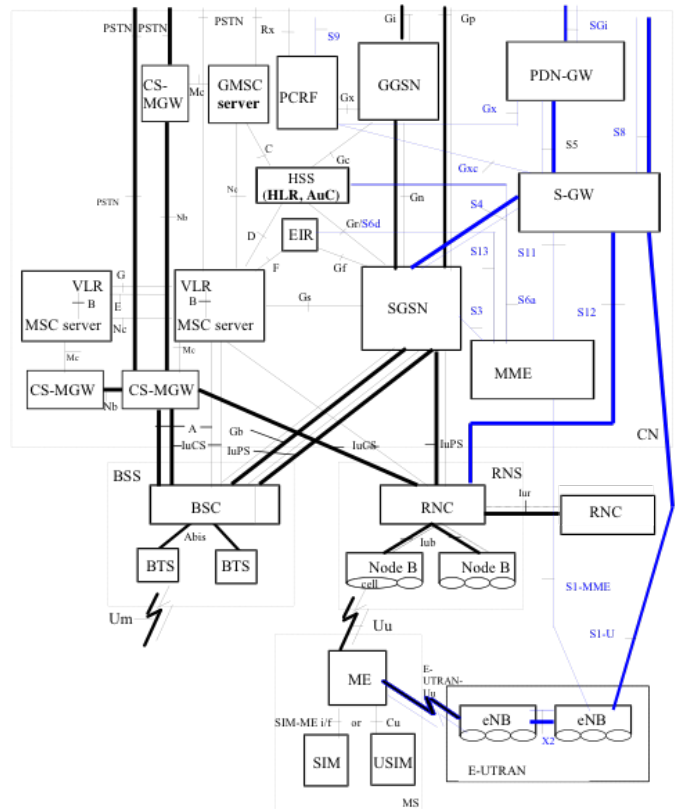 PSTN PSTN
PSTN
Rx
S9
Gi
Gp
SGi
CS-
MGW
Mc
GMSC
server
PCRF
Gx
GGSN
PDN-GW
Gx
S5
S8
C
Gc
Gxc
HSS
(HLR, AuC)
S-GW
PSTN
Nb
Nc
Gn
S4
D
EIR
Gr/S6d
F
Gf
S13
S11
G
VLR
B
E
MSC server
Nc
VLR
B
MSC server
Gs
SGSN
S3
S6a
S12
Mc
Mc
MME
CS-MGW
Nb
CS-MGW
A
Gb
IuCS
IuPS
IuCS
IuPS
CN
BSS
RNS
BSC
RNC
Iur
RNC
Abis
Iub
BTS
BTS
Node B
cell
Node B
Um
Uu
S1-MME
S1-U
ME
E-
UTRAN-
Uu
SIM-ME i/f or Cu
eNB
X2
eNB
SIM
USIM
E-UTRAN
MS